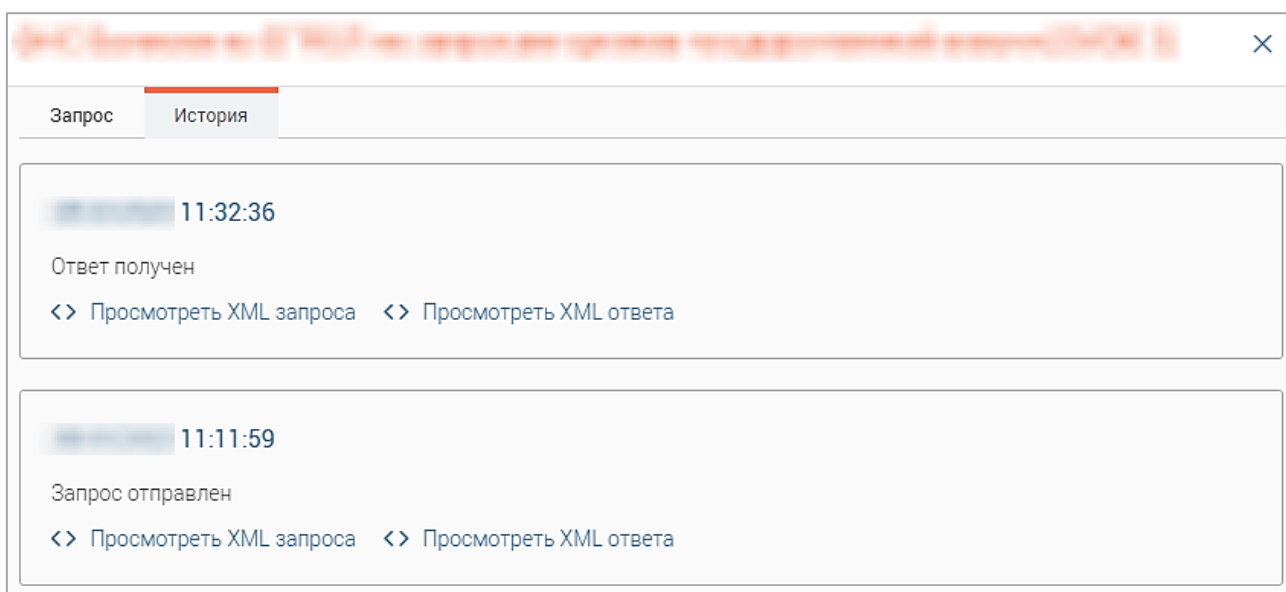 Запрос История
11:32:36
Ответ получен
Просмотреть XML запроса Просмотреть XML ответа
11:11:59
Запрос отправлен
Просмотреть XML запроса Просмотреть XML ответа